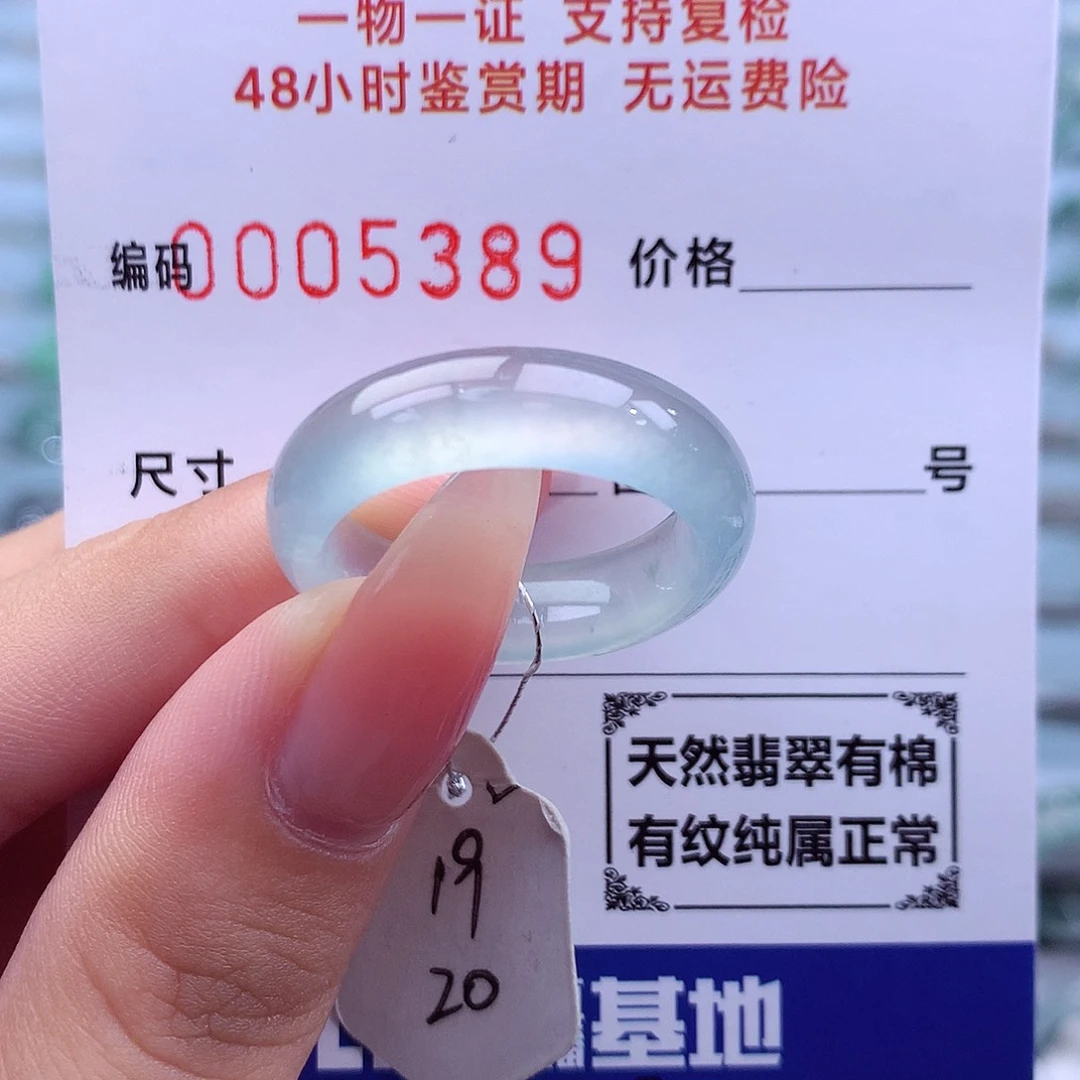 一物一证 支持复检
48小时鉴赏期 无运费险
编码0005389 价格
尺寸 号
天然翡翠有棉
有纹纯属正常
19
20
基地